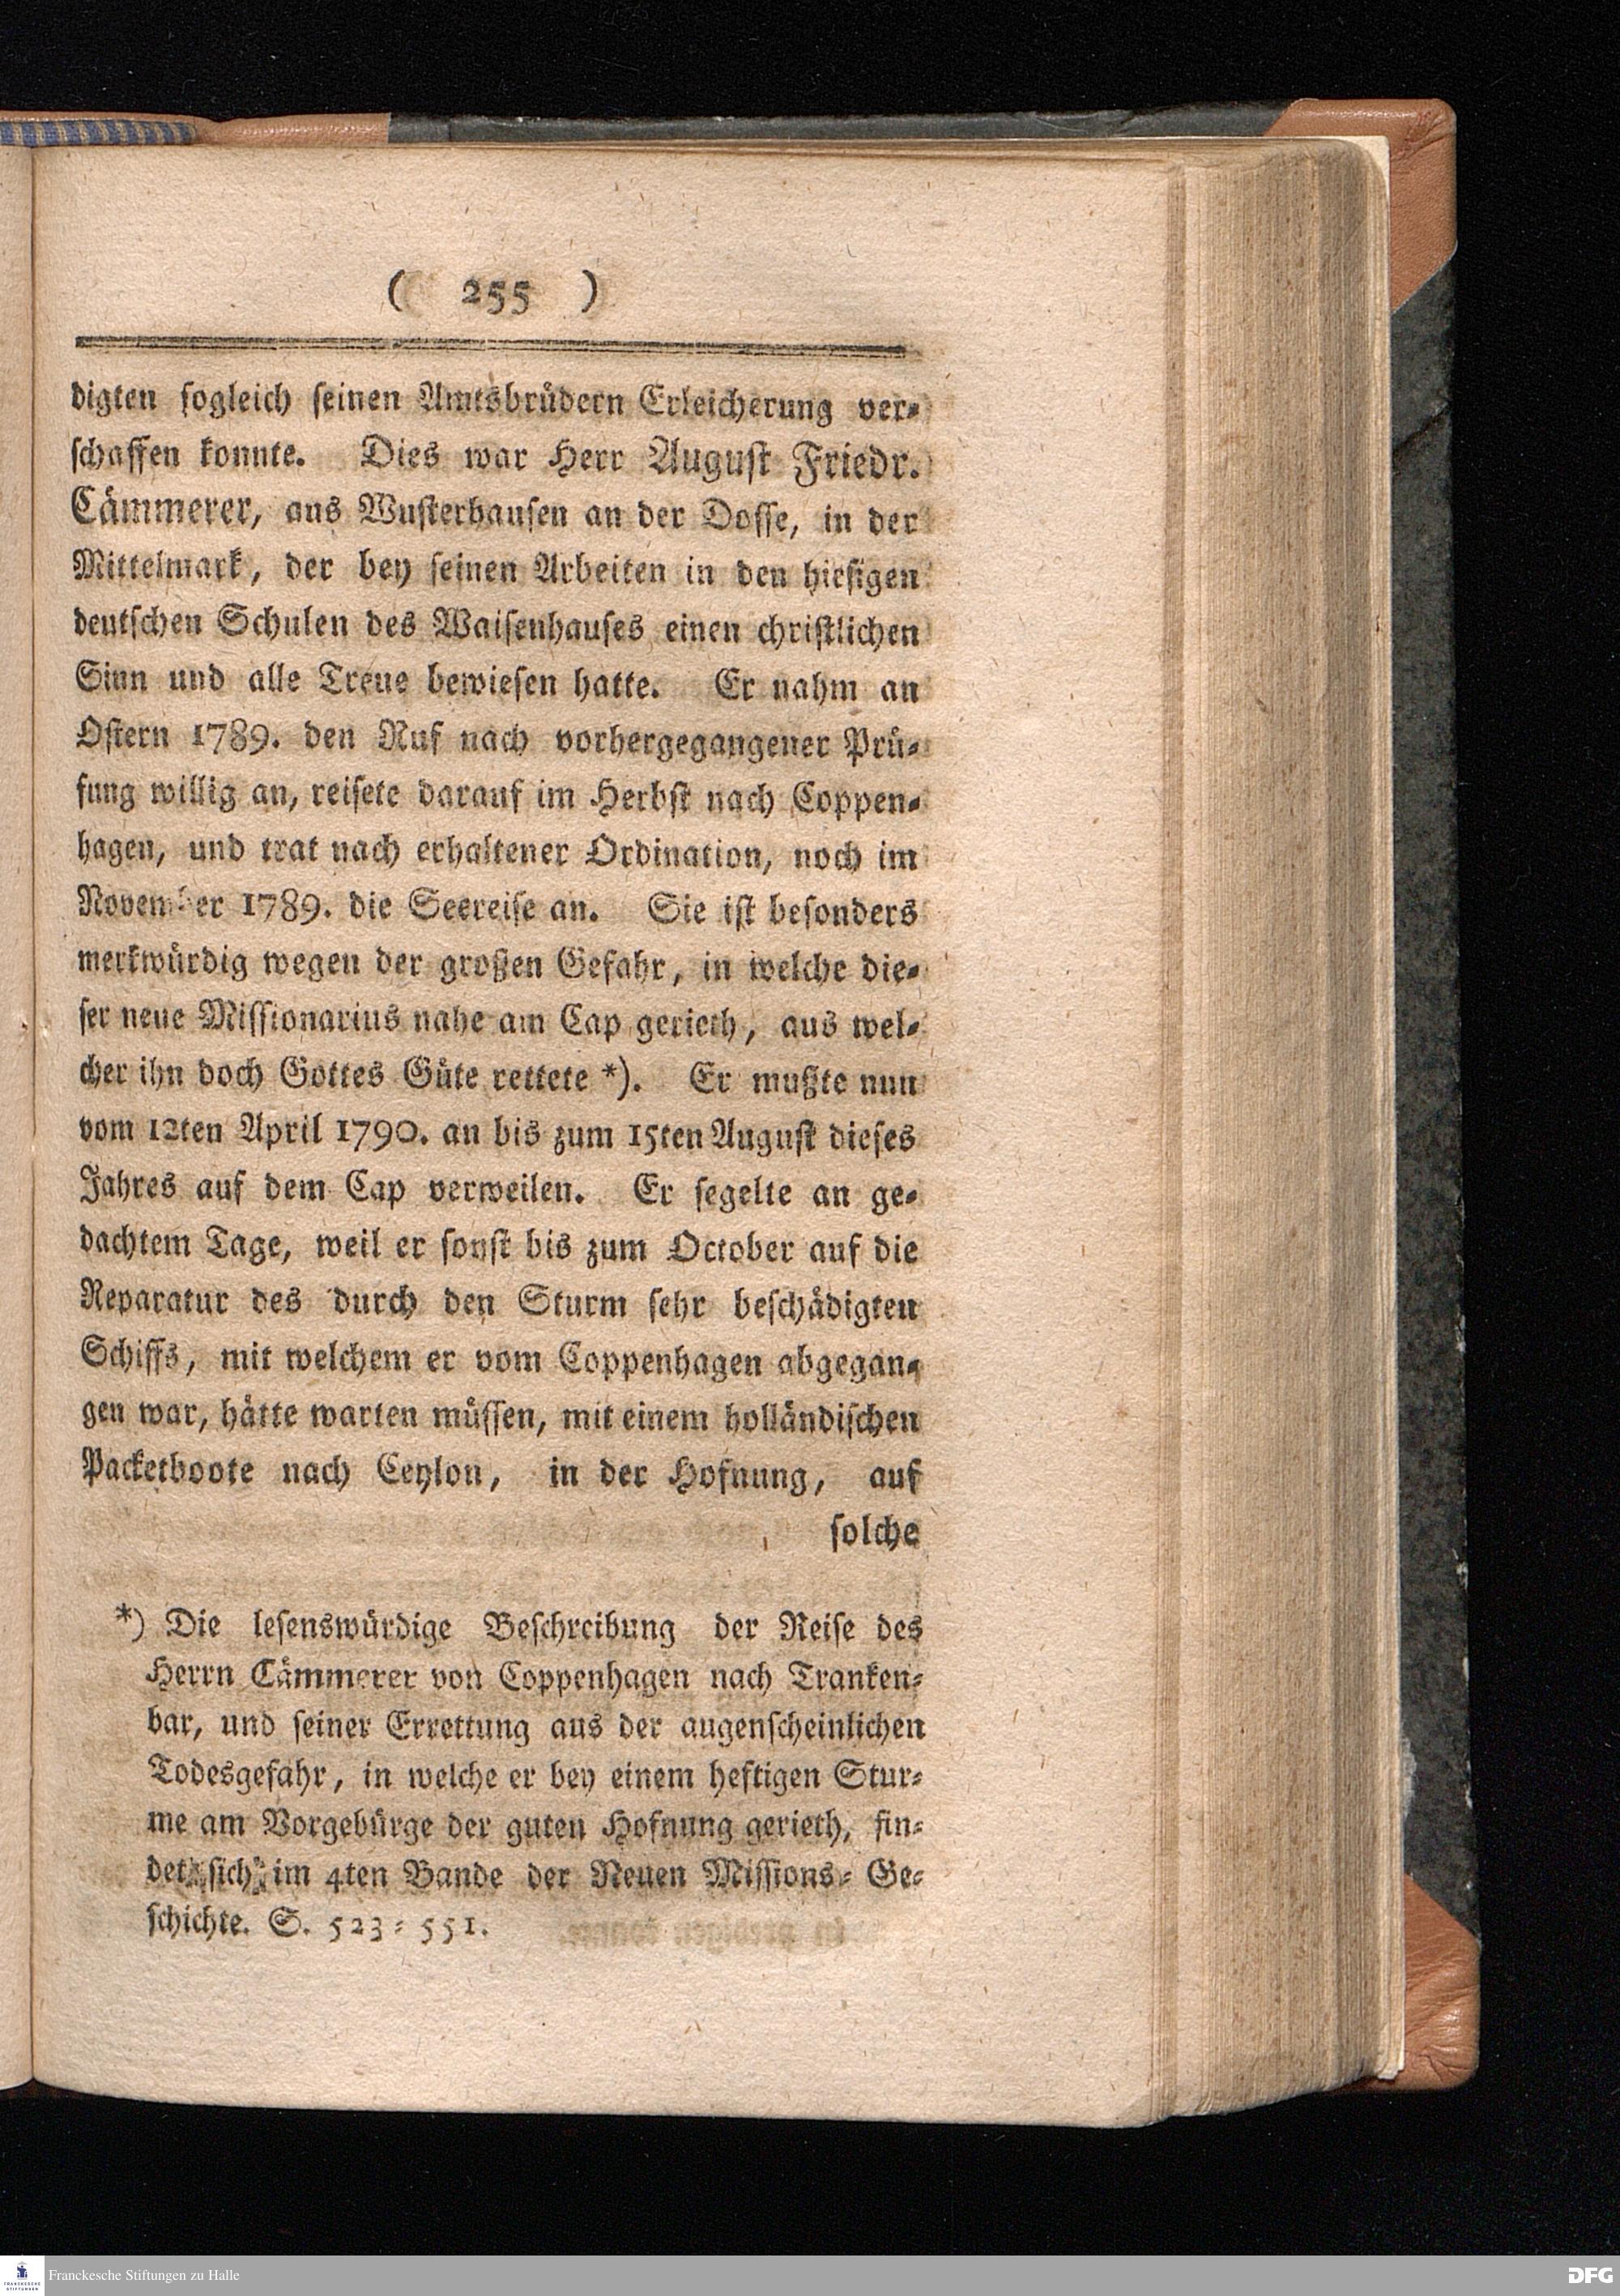 ( 255 )
digten ſogleich ſeinen Amtsbrüdern Erleicherung ver-
ſchaffen konnte. Dies war Herr Auguſt Friedr.
Cämmerer, aus Wuſterhauſen an der Doſſe, in der
Mittelmark, der bey ſeinen Arbeiten in den hieſigen
deutſchen Schulen des Waiſenhauſes einen chriſtlichen
Sinn und alle Treue bewieſen hatte. Er nahm an
Oſtern 1789. den Ruf nach vorhergegangener Prü-
fung willig an, reiſete darauf im Herbſt nach Coppen-
hagen, und trat nach erhaltener Ordination, noch im
November 1789. die Seereiſe an. Sie iſt beſonders
merkwürdig wegen der großen Gefahr, in welche die-
ſer neue Miſſionarius nahe am Cap gerieth, aus wel-
cher ihn doch Gottes Güte rettete *). Er mußte nun
vom 12ten April 1790. an bis zum 15ten Auguſt dieſes
Jahres auf dem Cap verweilen. Er ſegelte an ge-
dachtem Tage, weil er ſonſt bis zum October auf die
Reparatur des durch den Sturm ſehr beſchädigten
Schiffs, mit welchem er vom Coppenhagen abgegan-
gen war, hätte warten müſſen, mit einem holländiſchen
Packetboote nach Ceylon, in der Hofnung, auf
ſolche
*) Die leſenswürdige Beſchreibung der Reiſe des
Herrn Cämmerer von Coppenhagen nach Tranken-
bar, und ſeiner Errettung aus der augenſcheinlichen
Todesgefahr, in welche er bey einem heftigen Stur-
me am Vorgebürge der guten Hofnung gerieth, fin-
det ſich im 4ten Bande der Neuen Miſſions- Ge-
ſchichte. S. 523-551.
FRANCKESCHE
STIFTUNGEN
Franckesche Stiftungen zu Halle
DFG